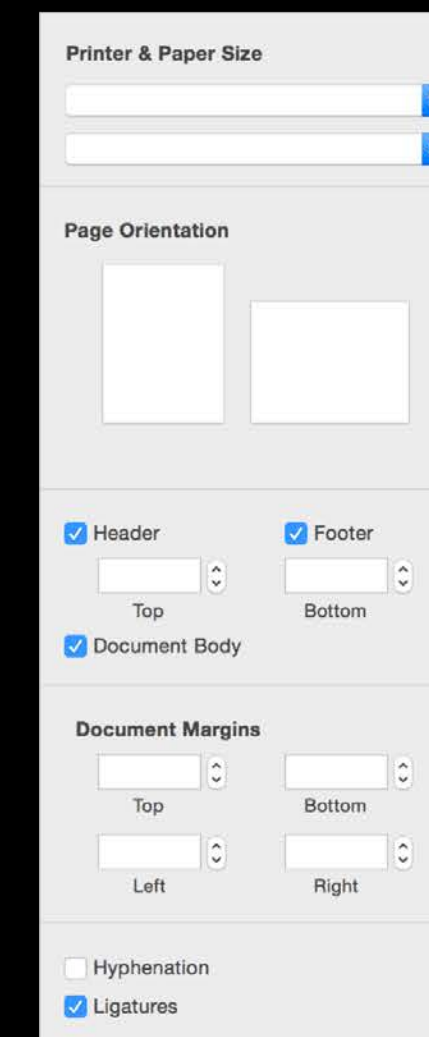 Printer & Paper Size
Page Orientation
Header Footer
Top Bottom
Document Body
Document Margins
Top Bottom
Left Right
Hyphenation
Ligatures